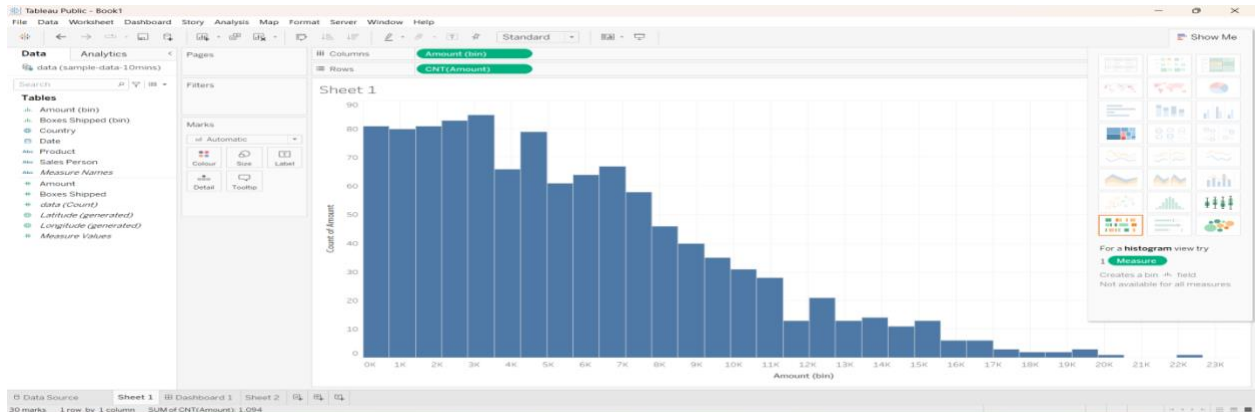 Tableau Public - Book1
File Data Worksheet Dashboard Story Analysis Map Format Server Window Help
Standard
Show Me
Data Analytics
data (sample-data-10mins)
Search
Tables
Amount (bin)
Boxes Shipped (bin)
Country
Date
Abc Product
Abc Sales Person
Abc Measure Names
Amount
Boxes Shipped
data (Count)
Latitude (generated)
Longitude (generated)
Measure Values
Pages
Filters
Marks
Automatic
Colour Size Label
Detail Tooltip
Columns Amount (bin)
Rows CNT(Amount)
Sheet 1
Count of Amount
90
80
70
60
50
40
30
20
10
0
0K 1K 2K 3K 4K 5K 6K 7K 8K 9K 10K 11K 12K 13K 14K 15K 16K 17K 18K 19K 20K 21K 22K 23K
Amount (bin)
For a histogram view try
1 Measure
Creates a bin field
Not available for all measures
Data Source Sheet 1 Dashboard 1 Sheet 2
30 marks 1 row by 1 column SUM of CNT(Amount): 1,094